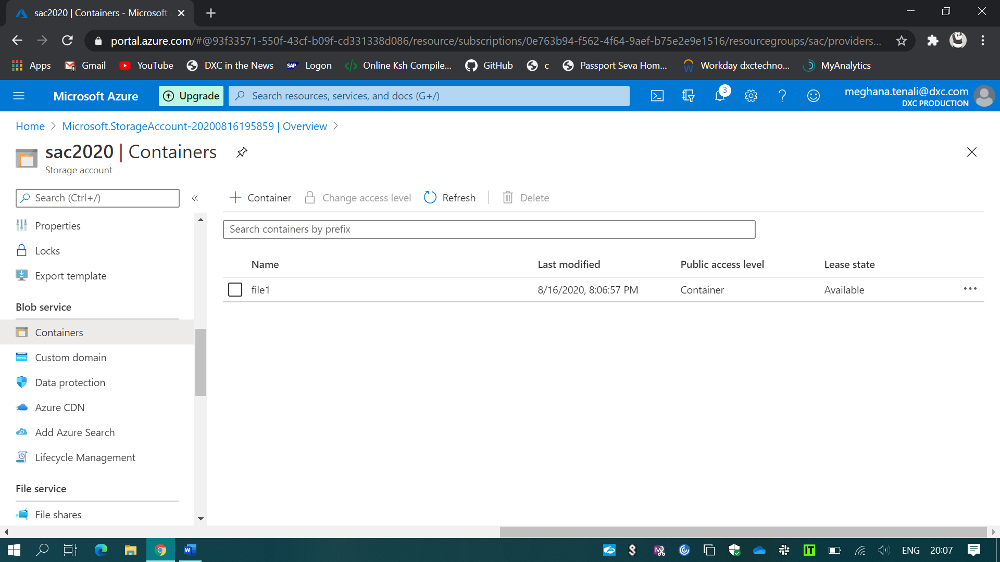 sac2020 | Containers - Microsoft
portal.azure.com/#@93f33571-550f-43cf-b09f-cd331338d086/resource/subscriptions/0e763b94-f562-4f64-9aef-b75e2e9e1516/resourcegroups/sac/providers...
Apps Gmail YouTube DXC in the News SAP Logon Online Ksh Compile... GitHub c Passport Seva Hom... Workday dxctechno... MyAnalytics
Microsoft Azure Upgrade Search resources, services, and docs (G+/) 3 meghana.tenali@dxc.com
DXC PRODUCTION
Home > Microsoft.StorageAccount-20200816195859 | Overview >
sac2020 | Containers
Storage account
Search (Ctrl+/) « + Container Change access level Refresh | Delete
Search containers by prefix
Name Last modified Public access level Lease state
file1 8/16/2020, 8:06:57 PM Container Available ...
Properties
Locks
Export template
Blob service
Containers
Custom domain
Data protection
Azure CDN
Add Azure Search
Lifecycle Management
File service
File shares
ENG 20:07